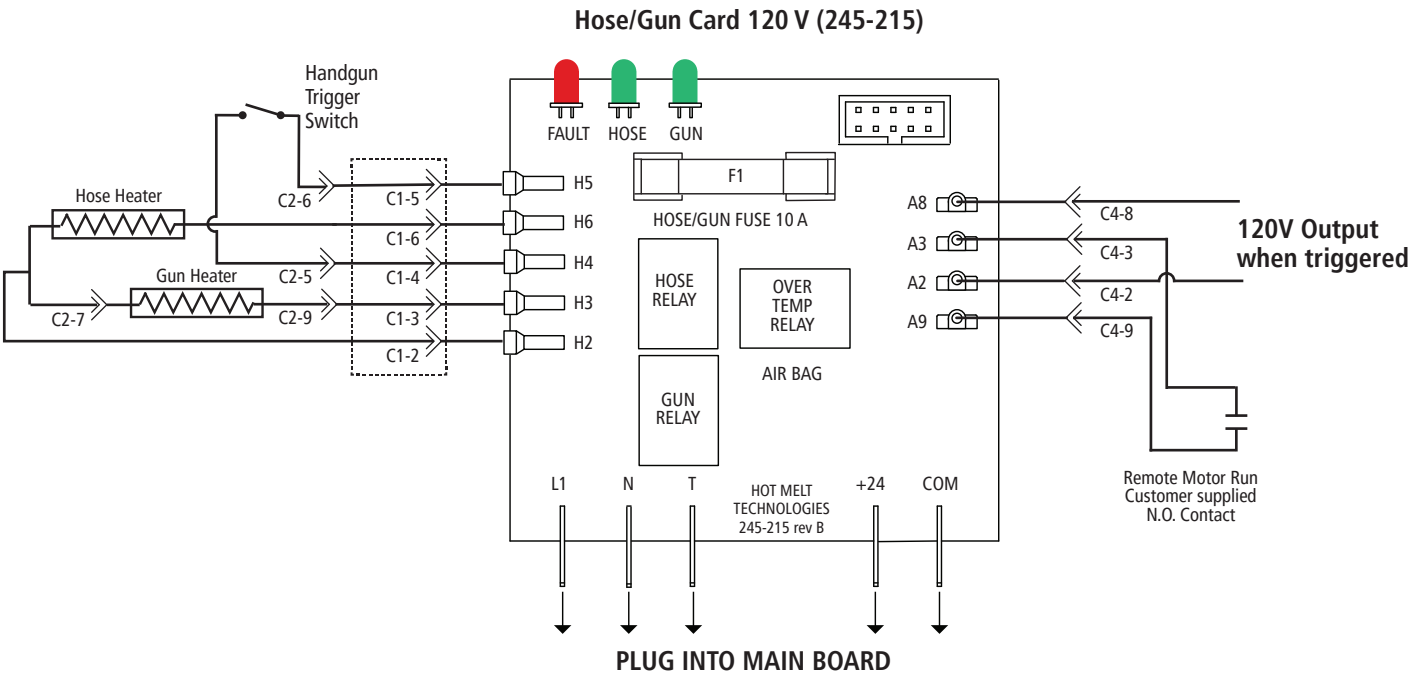 Hose/Gun Card 120 V (245-215)
Handgun
Trigger
Switch
FAULT
HOSE
GUN
F1
HOSE/GUN FUSE 10 A
Hose Heater
Gun Heater
C2-6
C1-5
H5
C1-6
H6
C2-5
C1-4
H4
C2-7
C2-9
C1-3
H3
C1-2
H2
HOSE
RELAY
OVER
TEMP
RELAY
AIR BAG
GUN
RELAY
A8
C4-8
A3
C4-3
A2
C4-2
A9
C4-9
120V Output
when triggered
Remote Motor Run
Customer supplied
N.O. Contact
L1
N
T
HOT MELT
TECHNOLOGIES
245-215 rev B
+24
COM
PLUG INTO MAIN BOARD